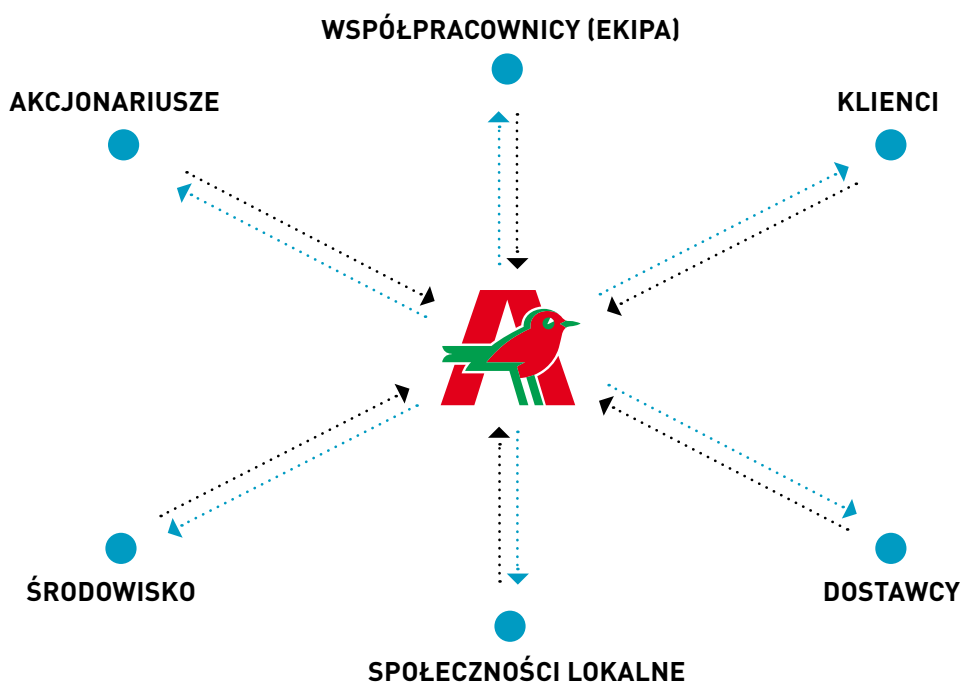 WSPÓŁPRACOWNICY (EKIPA)
AKCJONARIUSZE
KLIENCI
ŚRODOWISKO
DOSTAWCY
SPOŁECZNOŚCI LOKALNE